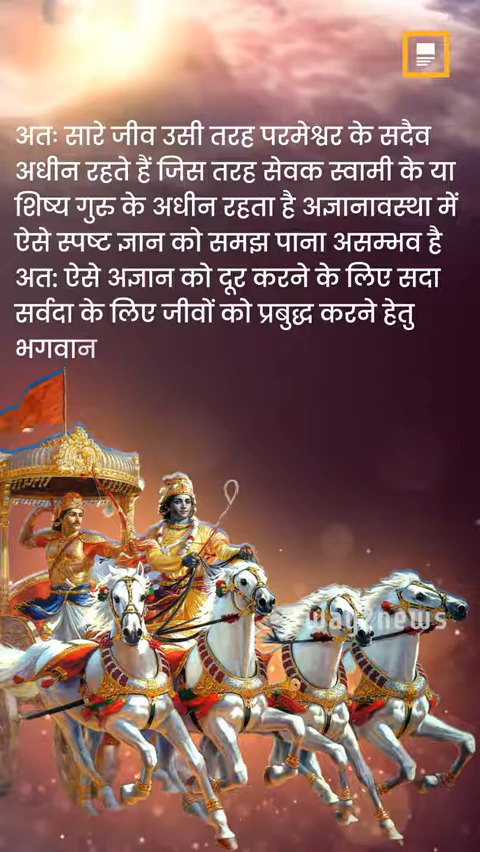 अतः सारे जीव उसी तरह परमेश्वर के सदैव
अधीन रहते हैं जिस तरह सेवक स्वामी के या
शिष्य गुरु के अधीन रहता है अज्ञानावस्था में
ऐसे स्पष्ट ज्ञान को समझ पाना असम्भव है
अत: ऐसे अज्ञान को दूर करने के लिए सदा
सर्वदा के लिए जीवों को प्रबुद्ध करने हेतु
भगवान
way2news